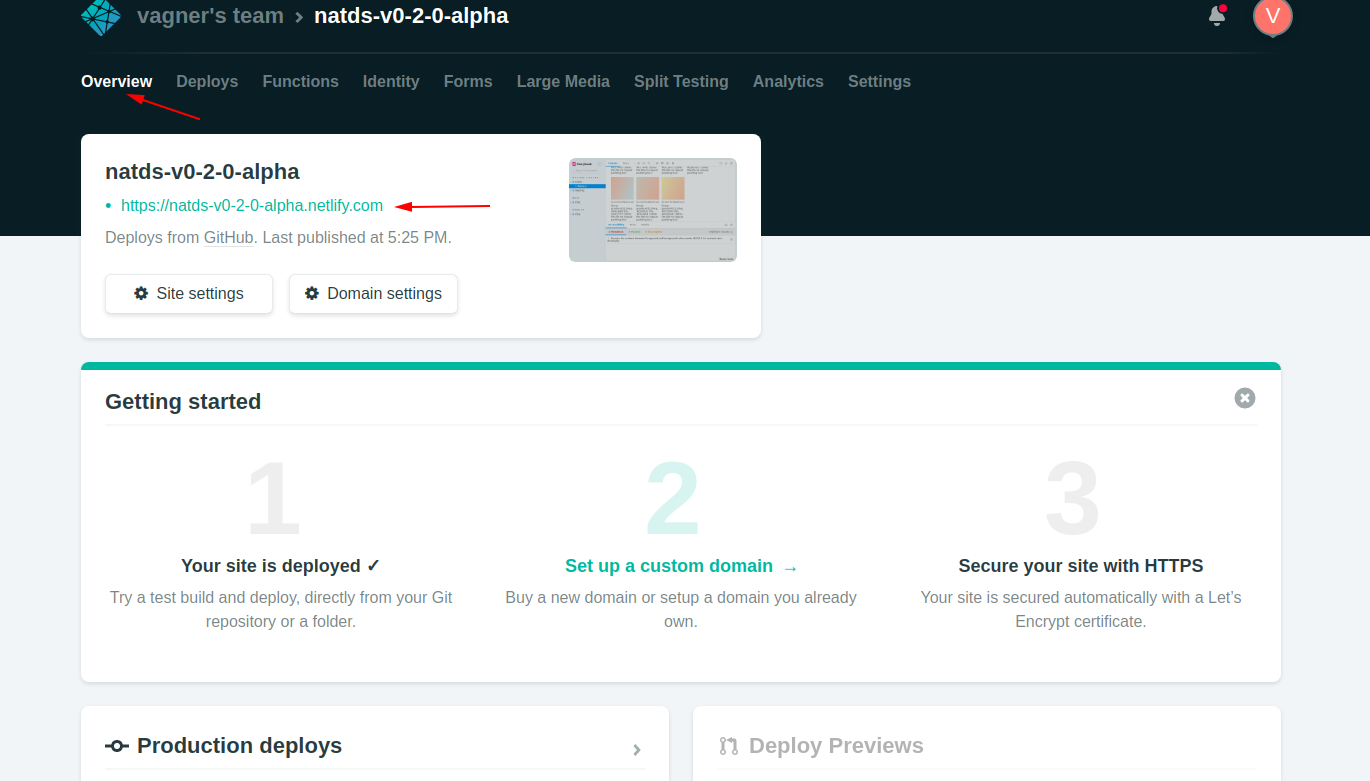 vagner's team > natds-v0-2-0-alpha
V
Overview Deploys Functions Identity Forms Large Media Split Testing Analytics Settings
natds-v0-2-0-alpha
https://natds-v0-2-0-alpha.netlify.com
Deploys from GitHub. Last published at 5:25 PM.
Site settings
Domain settings
Getting started
1
Your site is deployed ✓
Try a test build and deploy, directly from your Git
repository or a folder.
2
Set up a custom domain →
Buy a new domain or setup a domain you already
own.
3
Secure your site with HTTPS
Your site is secured automatically with a Let's
Encrypt certificate.
Production deploys
Deploy Previews